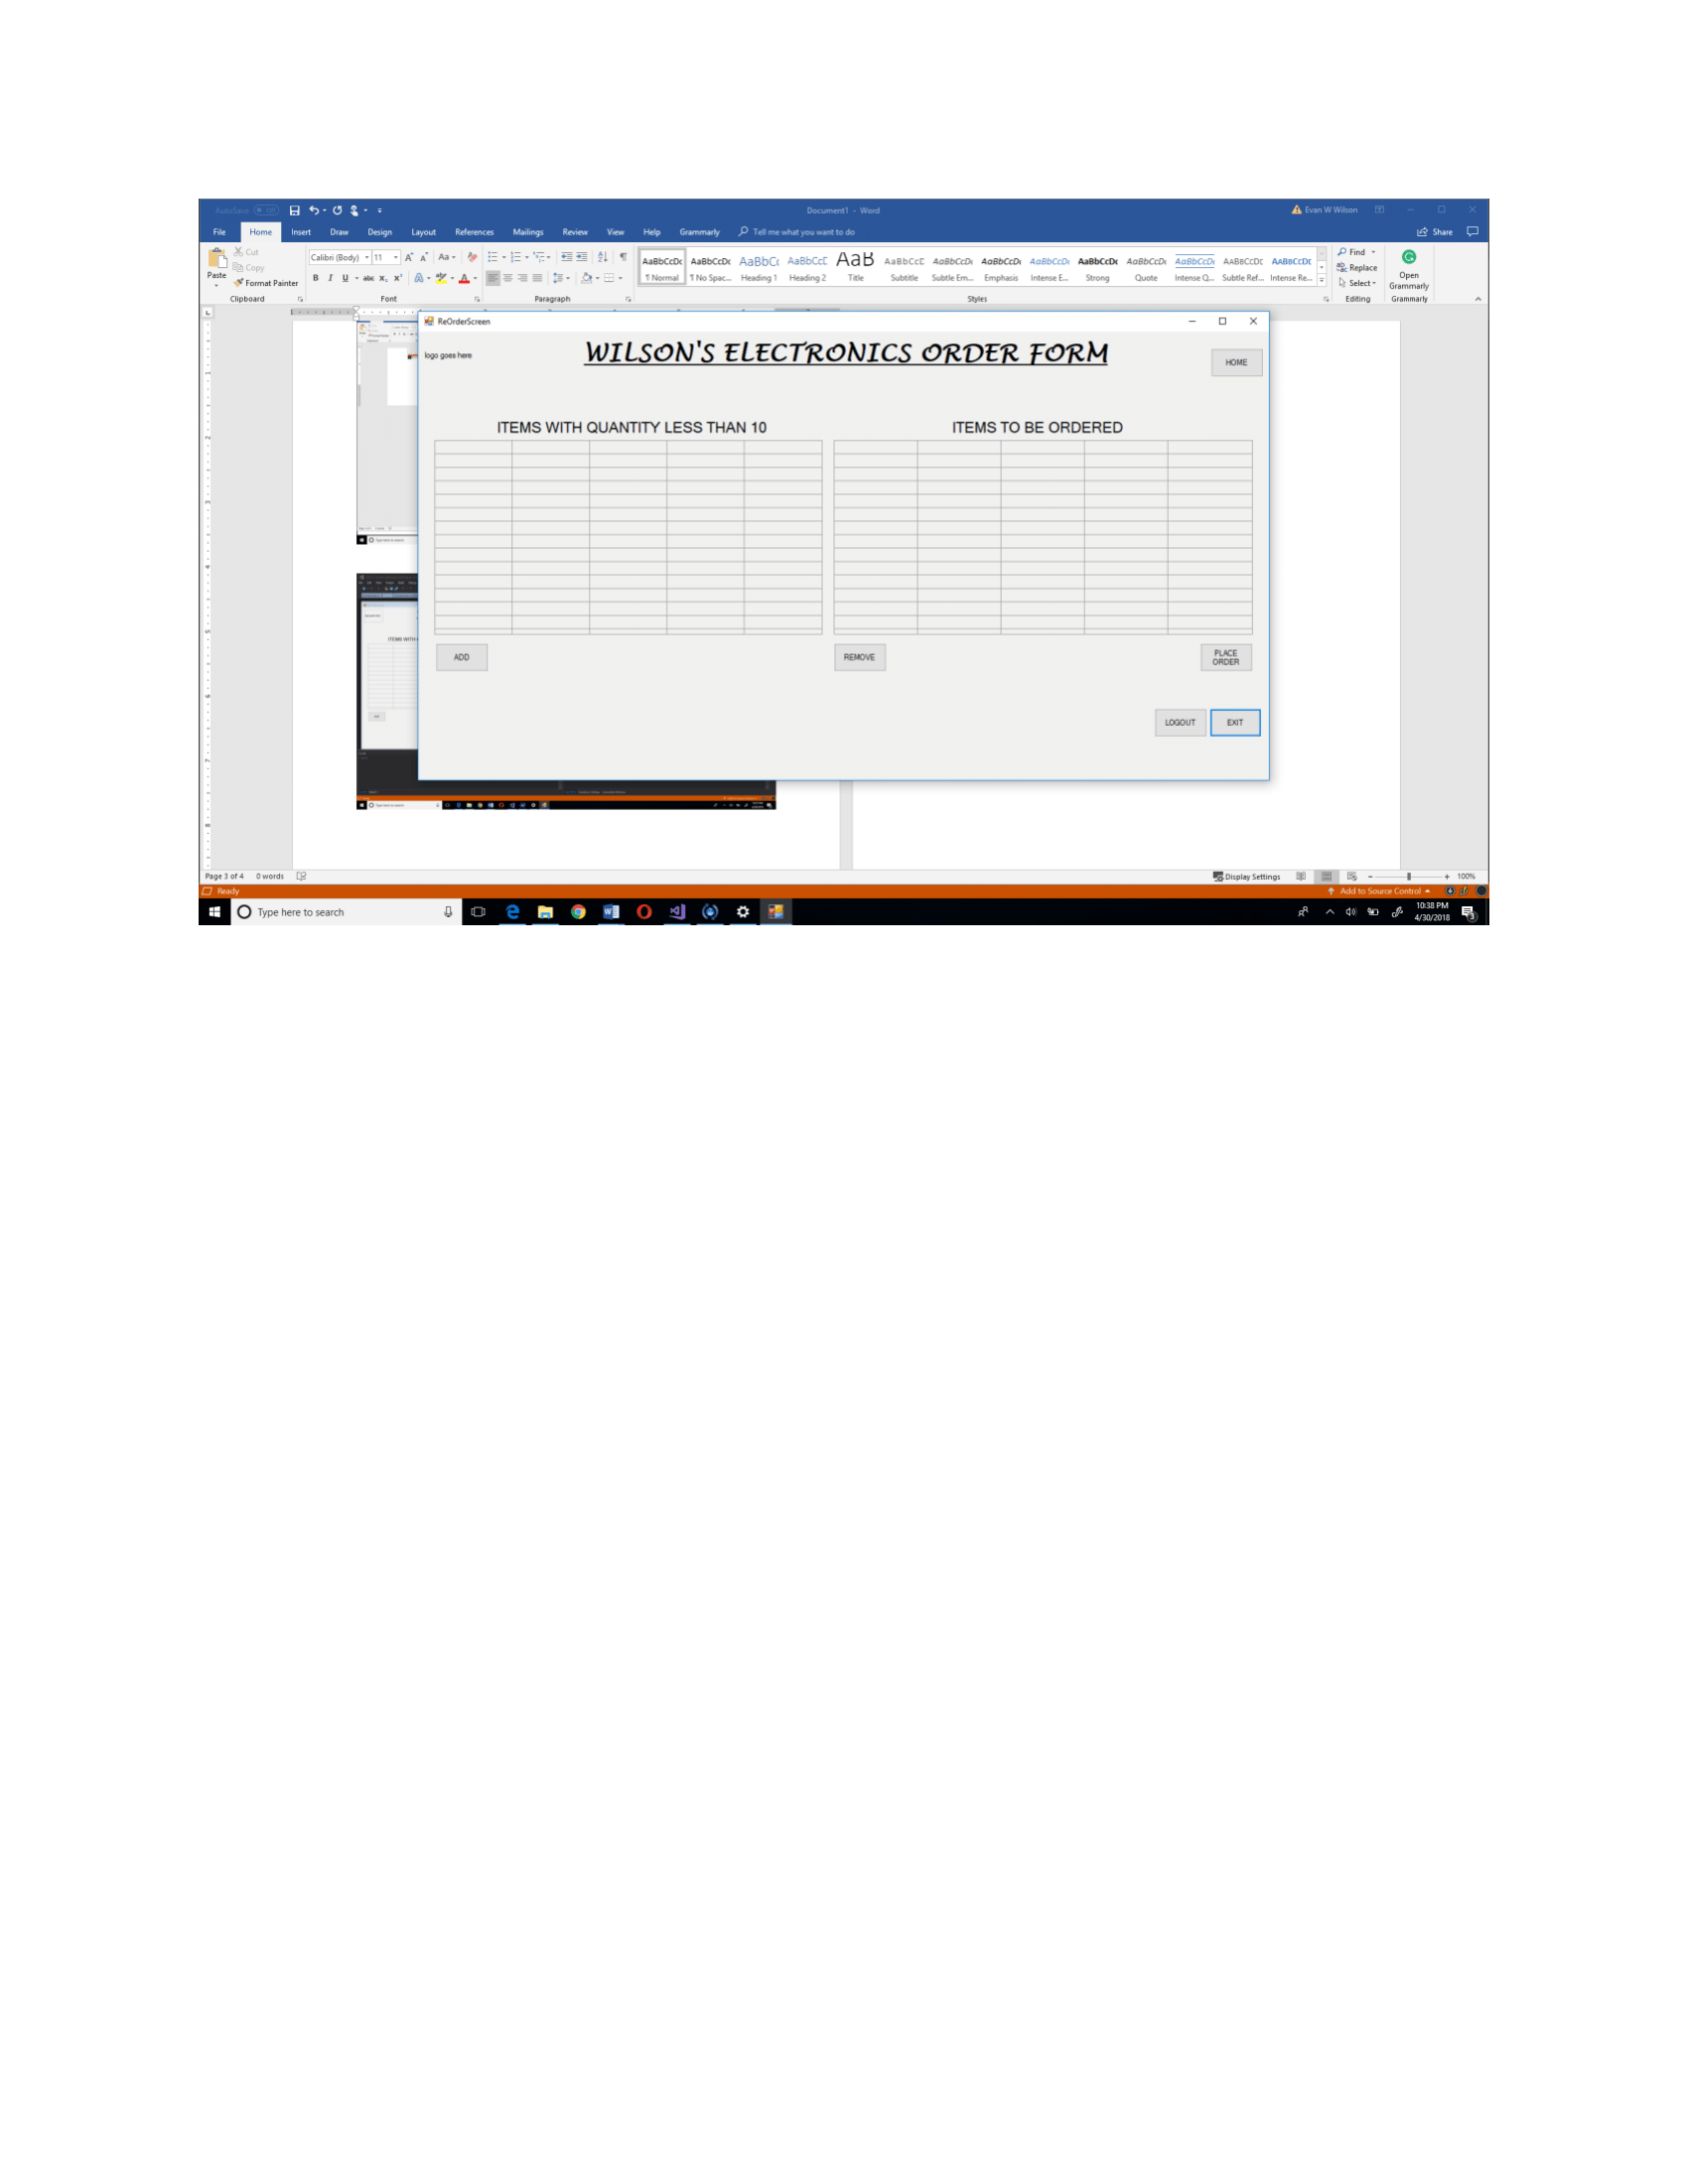 AutoSave Off Document1 - Word Evan W Wilson
File Home Insert Draw Design Layout References Mailings Review View Help Grammarly Tell me what you want to do Share
Cut
Copy
Paste
Format Painter
Calibri (Body) 11
Clipboard Font Paragraph Styles Editing Grammarly
AaBbCcDc AaBbCcDc AaBbCc AaBbCcE AaB AaBbCcE AaBbCcDc AaBbCcDc AaBbCcDc AaBbCcDc AaBbCcDc AaBbCcDc AaBbCcDc AaBbCcDc
¶ Normal ¶ No Spac... Heading 1 Heading 2 Title Subtitle Subtle Em... Emphasis Intense E... Strong Quote Intense Q... Subtle Ref... Intense Re...
Find
Replace
Select
Open
Grammarly
ReOrderScreen
logo goes here
WILSON'S ELECTRONICS ORDER FORM
HOME
ITEMS WITH QUANTITY LESS THAN 10 ITEMS TO BE ORDERED
ADD REMOVE PLACE
ORDER
LOGOUT EXIT
Page 3 of 4 0 words Display Settings 100%
Ready Add to Source Control
Type here to search
10:38 PM
4/30/2018
3